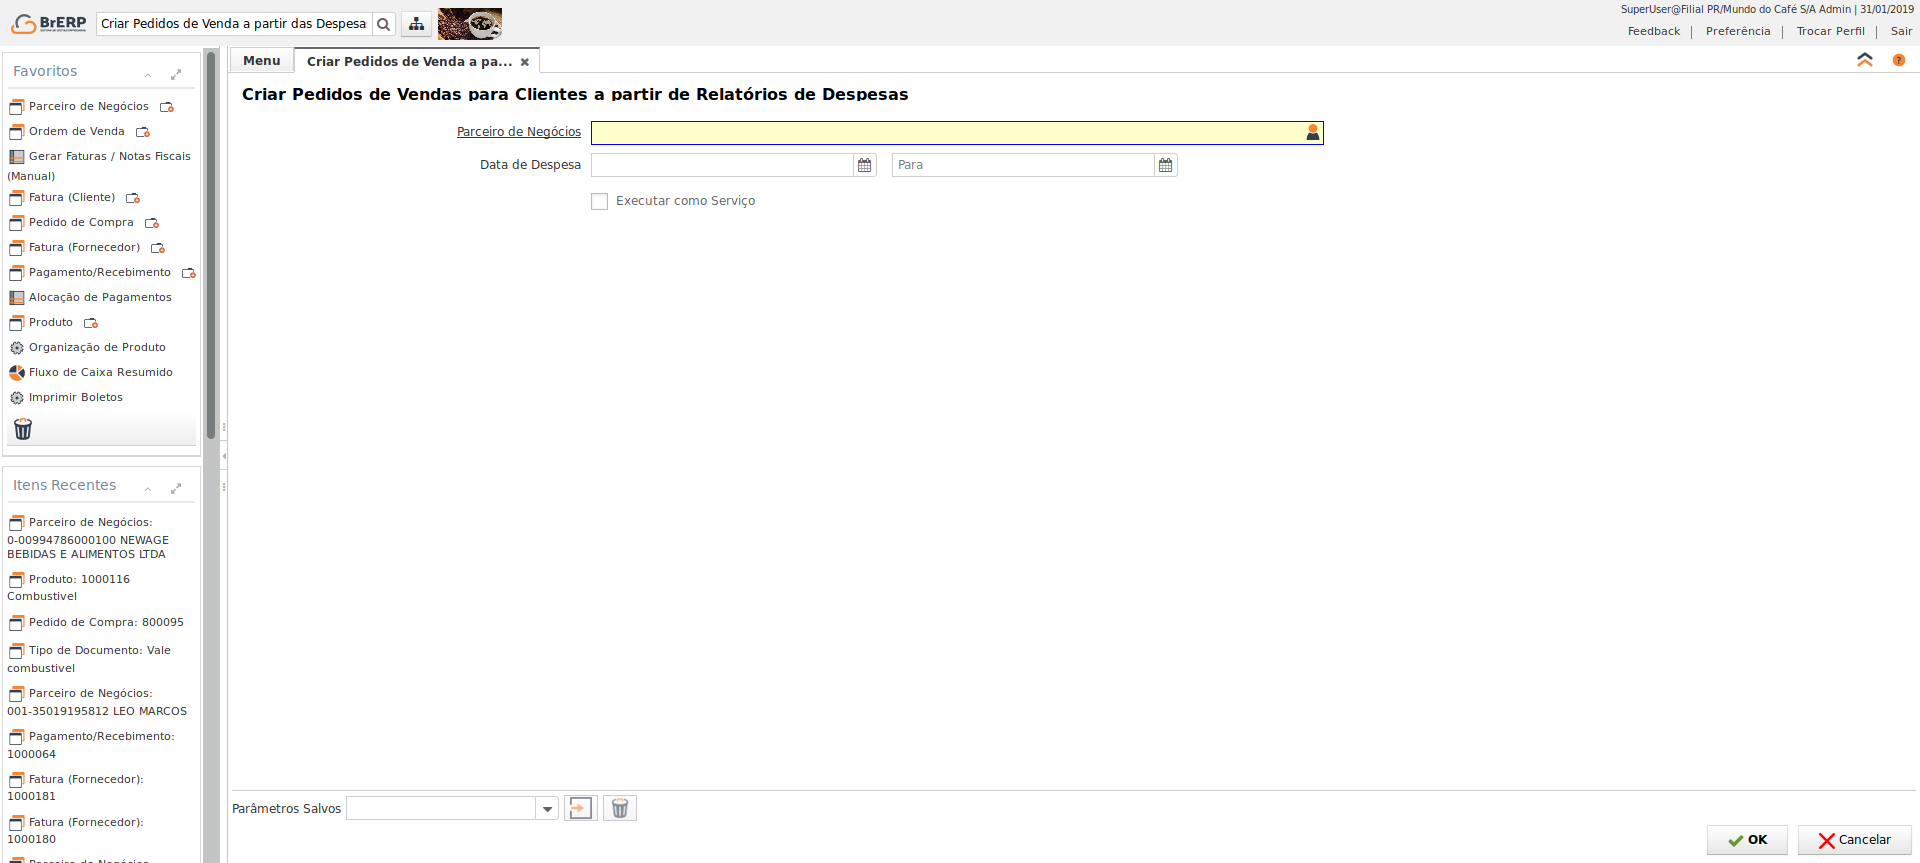 BrERP
Criar Pedidos de Venda a partir das Despesa
SuperUser@Filial PR/Mundo do Café S/A Admin | 31/01/2019
Feedback | Preferência | Trocar Perfil | Sair
Favoritos
Parceiro de Negócios
Ordem de Venda
Gerar Faturas / Notas Fiscais
(Manual)
Fatura (Cliente)
Pedido de Compra
Fatura (Fornecedor)
Pagamento/Recebimento
Alocação de Pagamentos
Produto
Organização de Produto
Fluxo de Caixa Resumido
Imprimir Boletos
Itens Recentes
Parceiro de Negócios:
0-00994786000100 NEWAGE
BEBIDAS E ALIMENTOS LTDA
Produto: 1000116
Combustivel
Pedido de Compra: 800095
Tipo de Documento: Vale
combustivel
Parceiro de Negócios:
001-35019195812 LEO MARCOS
Pagamento/Recebimento:
1000064
Fatura (Fornecedor):
1000181
Fatura (Fornecedor):
1000180
Parceiro de Negócios
Menu
Criar Pedidos de Venda a pa...
Criar Pedidos de Vendas para Clientes a partir de Relatórios de Despesas
Parceiro de Negócios
Data de Despesa
Para
Executar como Serviço
Parâmetros Salvos
OK
Cancelar